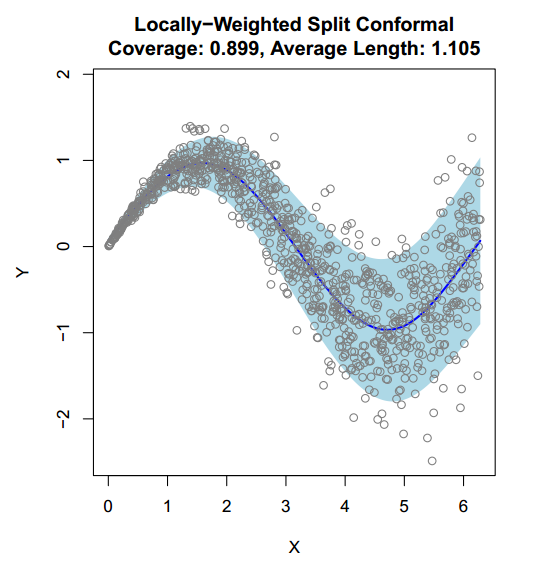 Locally−Weighted Split Conformal
Coverage: 0.899, Average Length: 1.105
2
1
0
−1
−2
Y
0 1 2 3 4 5 6
X